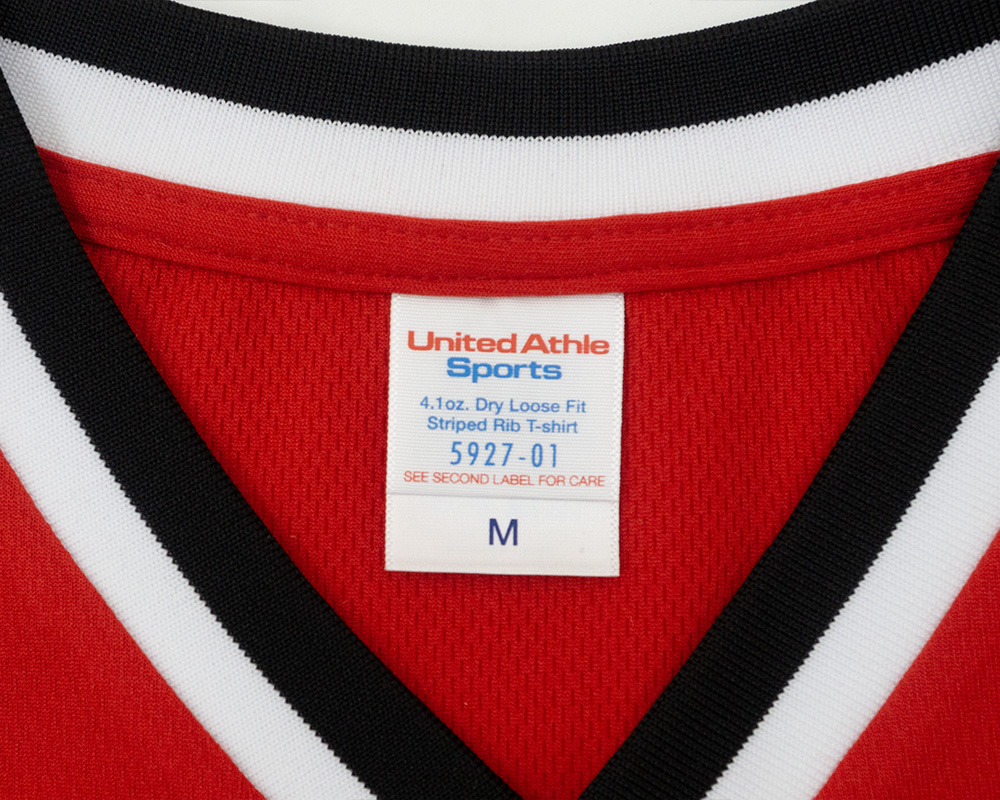 United Athle
Sports
4.1oz. Dry Loose Fit
Striped Rib T-shirt
5927-01
SEE SECOND LABEL FOR CARE
M